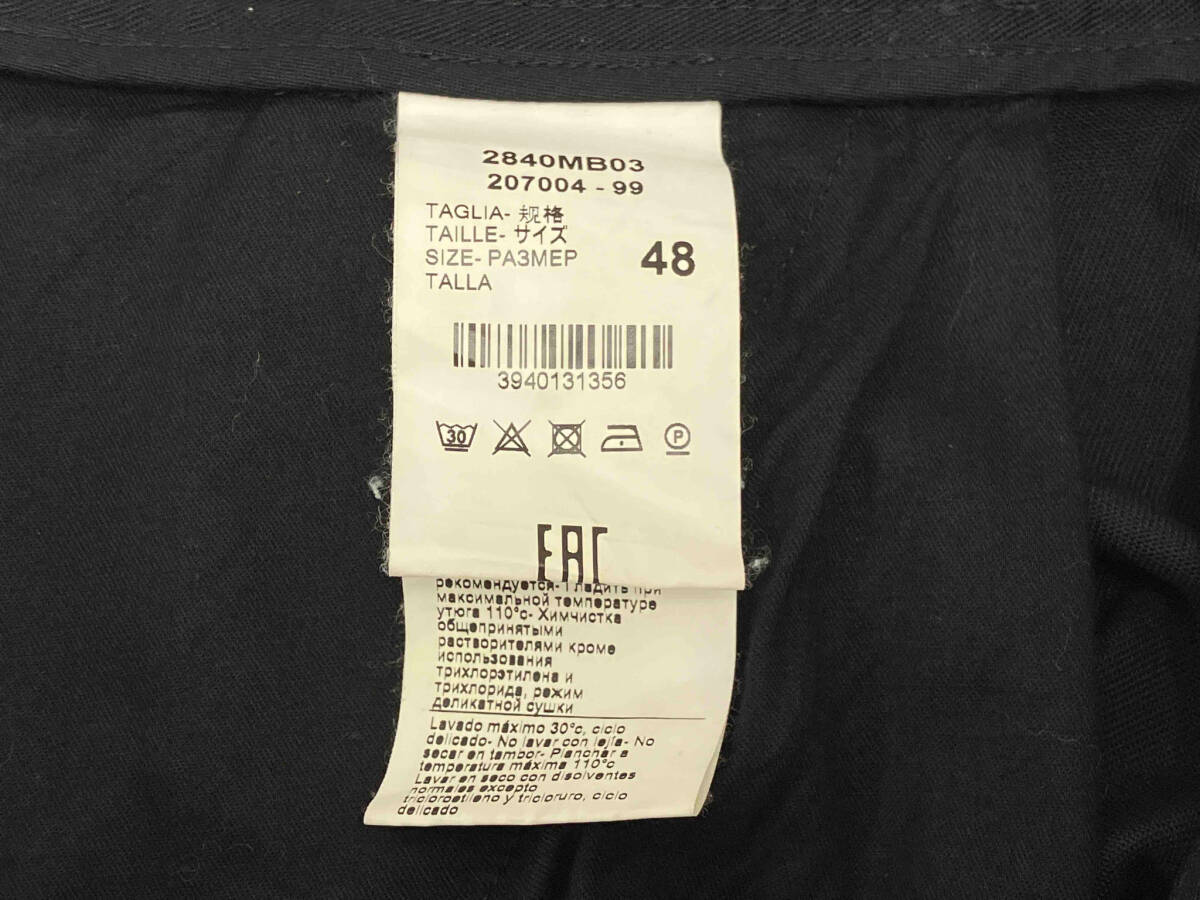 2840MB03
207004 - 99
TAGLIA- 规格
TAILLE- サイズ
SIZE- РАЗМЕР
48
TALLA
3940131356
30
P
EAC
рекомендуется- Гладить при
максимальной температуре
утюга 110°с- Химчистка
общепринятыми
растворителями кроме
использования
трихлорэтилена и
трихлорида, режим
деликатной сушки
Lavado máximo 30°c, ciclo
delicado- No lavar con lejía- No
secar en tambor- Planchar a
temperatura máxima 110°c
Lavar en seco con disolventes
normales excepto
tricloroetileno y tricloruro, ciclo
delicado